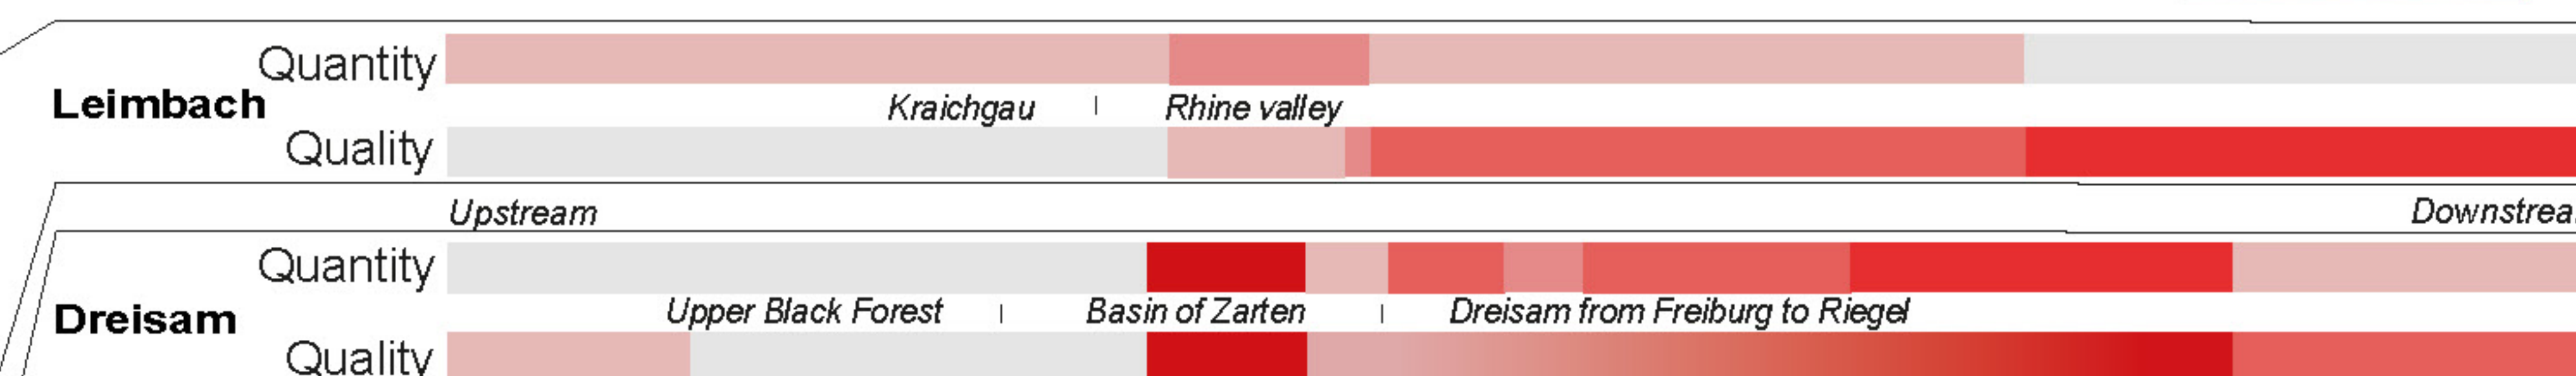 Quantity
Leimbach
Kraichgau
Rhine valley
Quality
Upstream
Quantity
Dreisam
Upper Black Forest
Basin of Zarten
Dreisam from Freiburg to Riegel
Quality